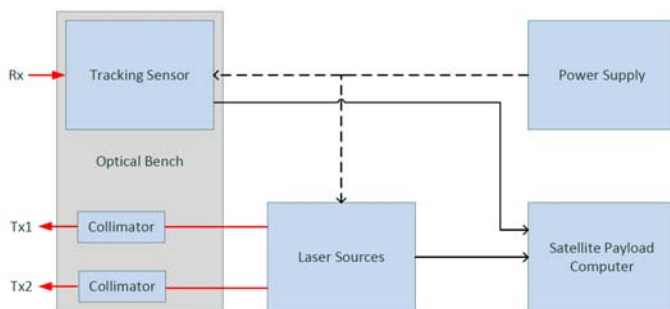 Rx
Tracking Sensor
Power Supply
Optical Bench
Tx1
Collimator
Laser Sources
Satellite Payload
Computer
Tx2
Collimator